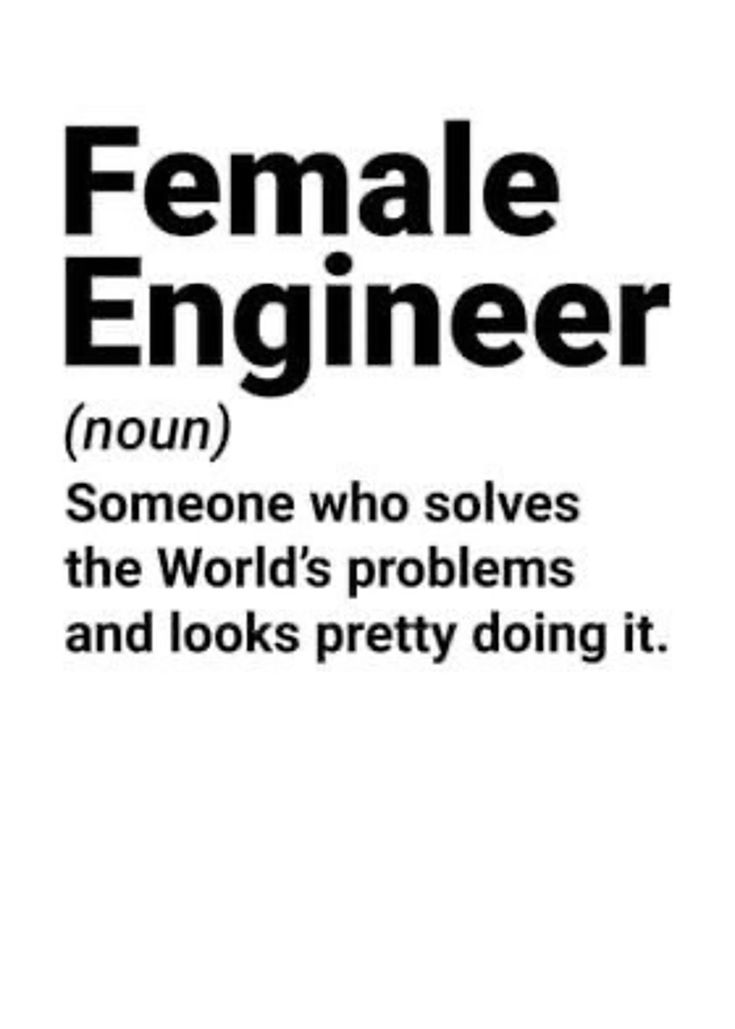 Female
Engineer
(noun)
Someone who solves
the World’s problems
and looks pretty doing it.